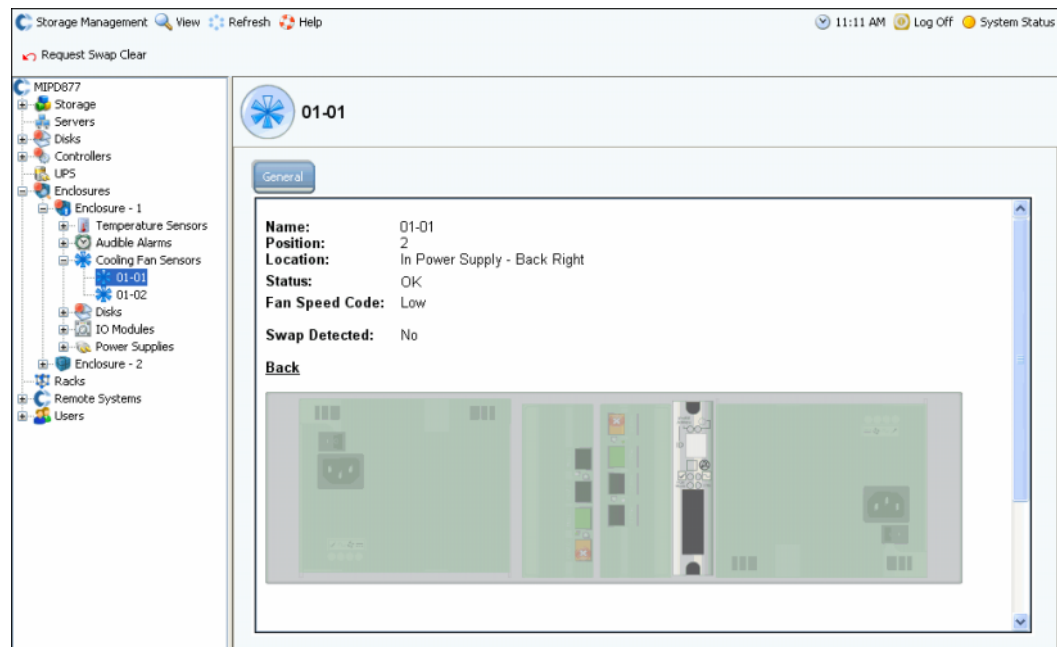 Storage Management View Refresh Help 11:11 AM Log Off System Status
Request Swap Clear
MIPD877
Storage
Servers
Disks
Controllers
UPS
Enclosures
Enclosure - 1
Temperature Sensors
Audible Alarms
Cooling Fan Sensors
01-01
01-02
Disks
IO Modules
Power Supplies
Enclosure - 2
Racks
Remote Systems
Users
01-01
General
Name: 01-01
Position: 2
Location: In Power Supply - Back Right
Status: OK
Fan Speed Code: Low
Swap Detected: No
Back